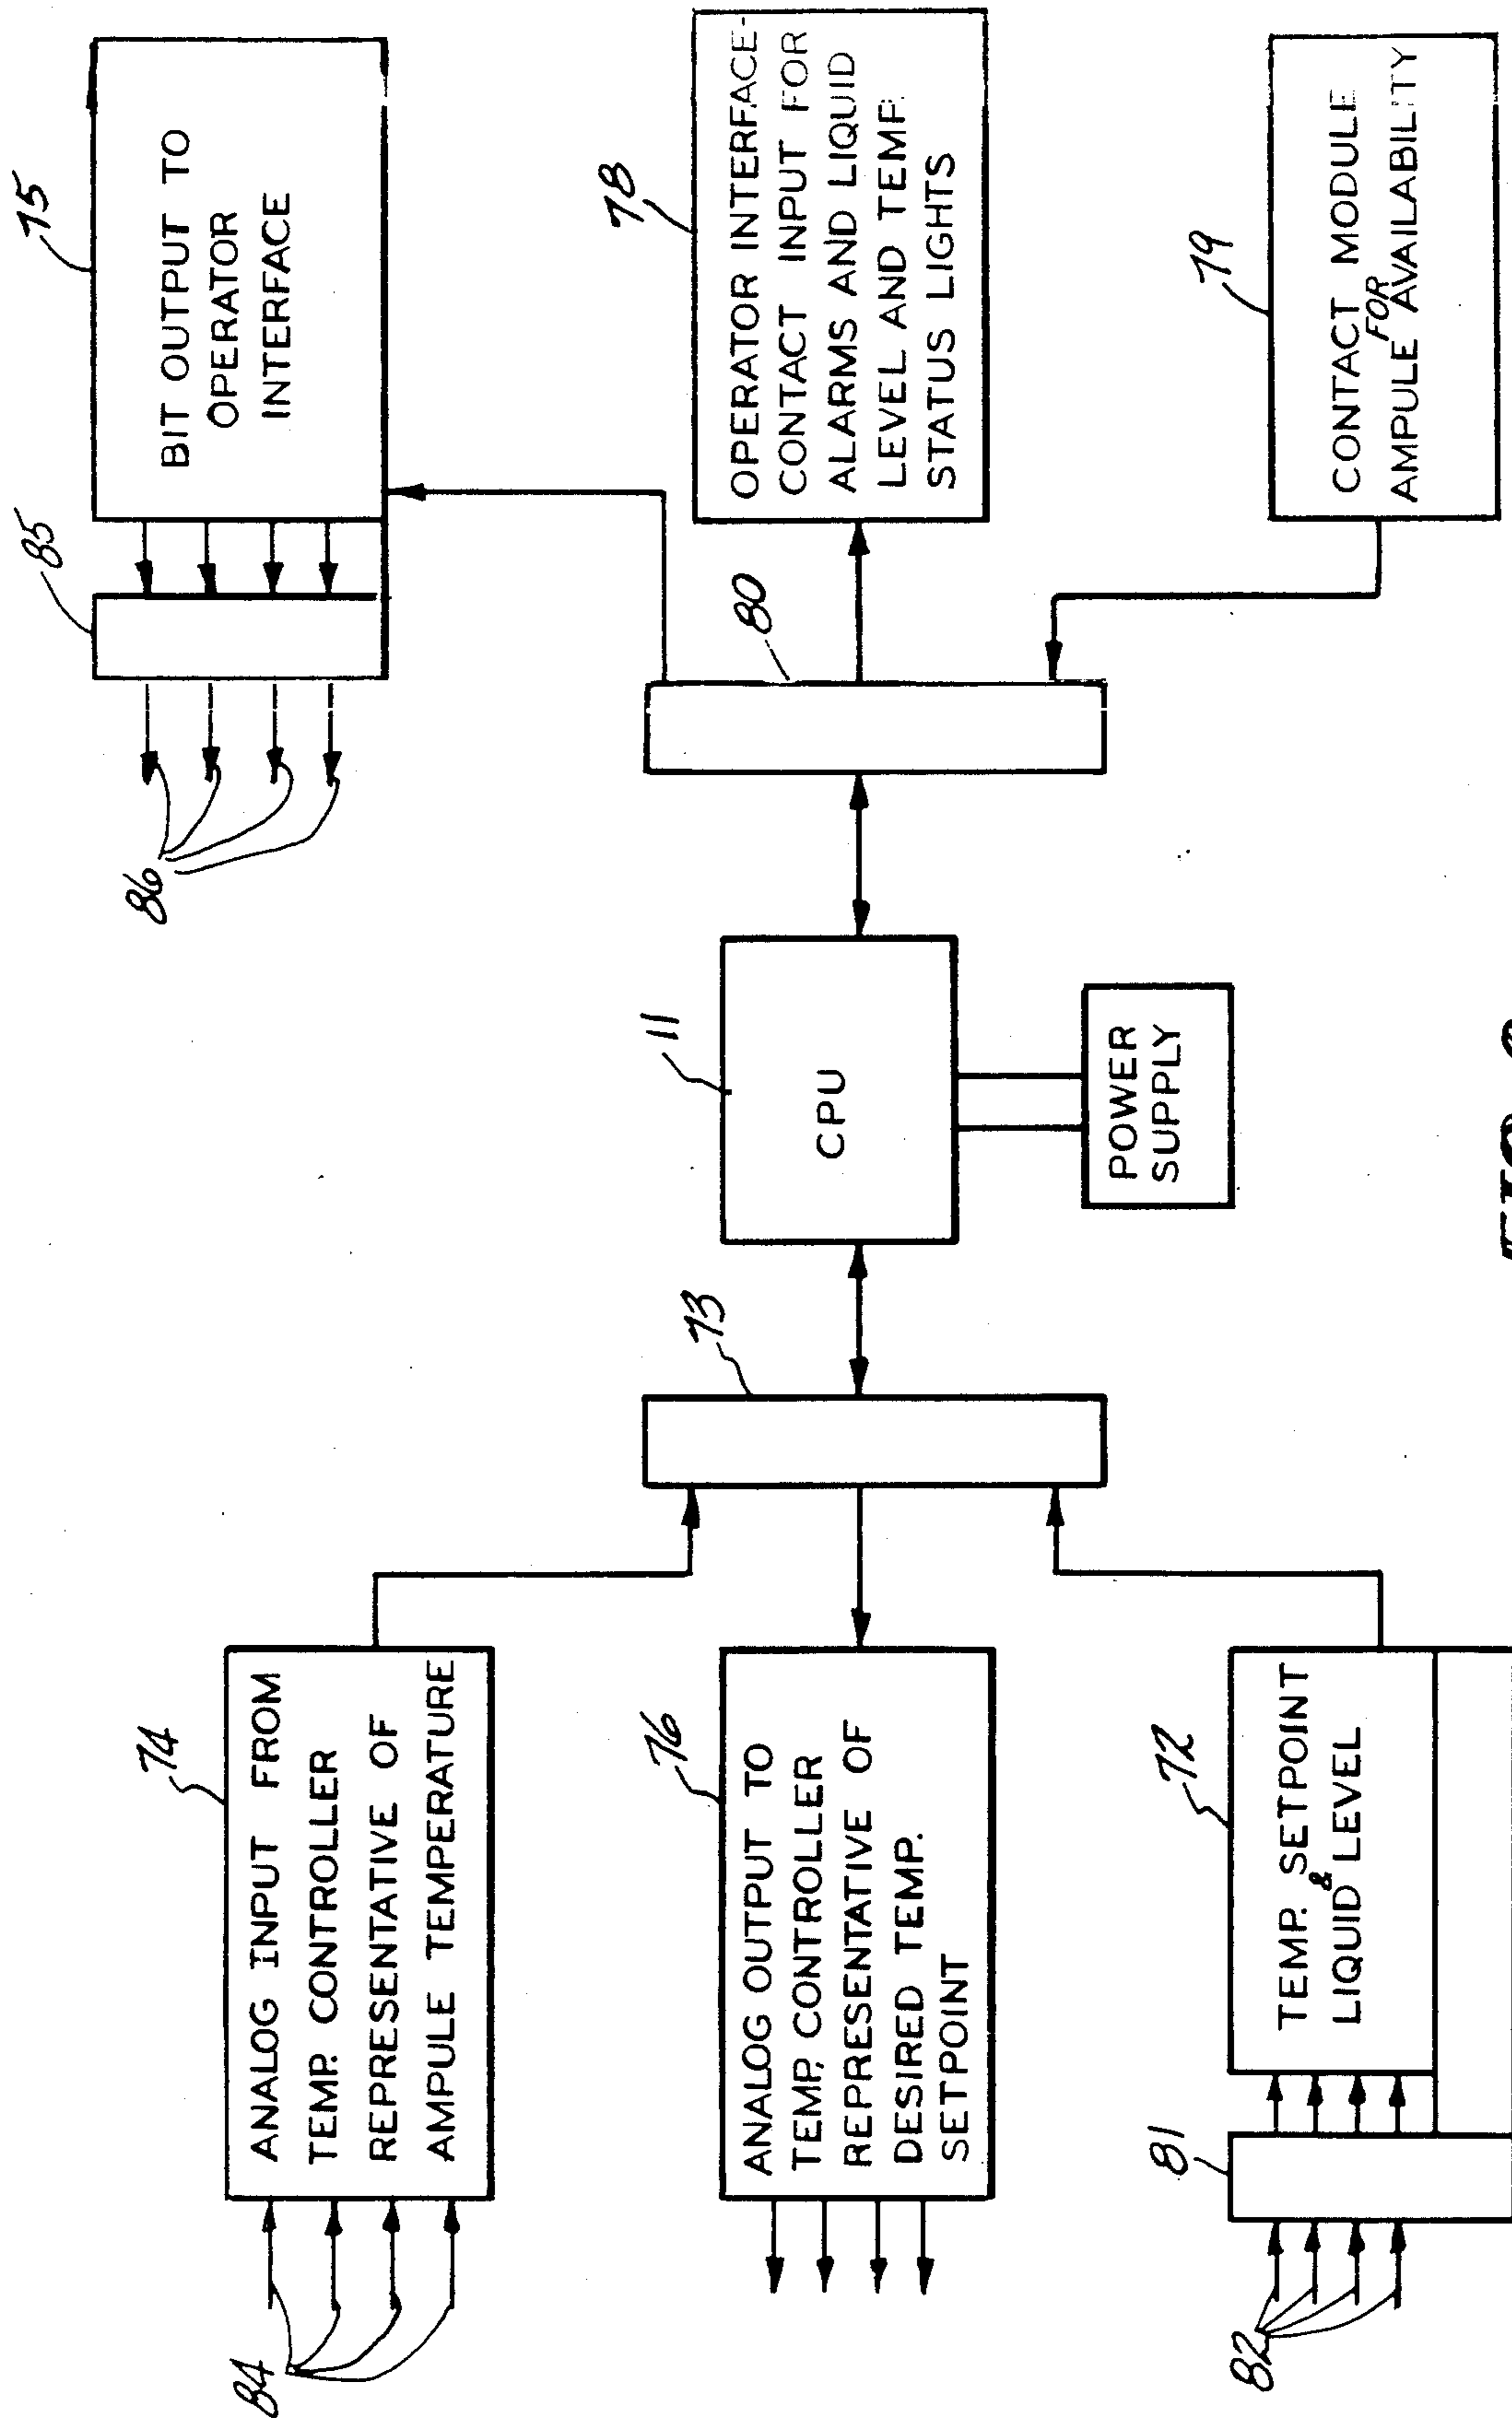 84
74
ANALOG INPUT FROM
TEMP. CONTROLLER
REPRESENTATIVE OF
AMPULE TEMPERATURE
86
85
75
BIT OUTPUT TO
OPERATOR
INTERFACE
76
ANALOG OUTPUT TO
TEMP. CONTROLLER
REPRESENTATIVE OF
DESIRED TEMP.
SETPOINT
73
11
CPU
POWER
SUPPLY
80
78
OPERATOR INTERFACE-
CONTACT INPUT FOR
ALARMS AND LIQUID
LEVEL AND TEMP.
STATUS LIGHTS
82
81
72
TEMP. SETPOINT
&
LIQUID LEVEL
79
CONTACT MODULE
FOR
AMPULE AVAILABILITY